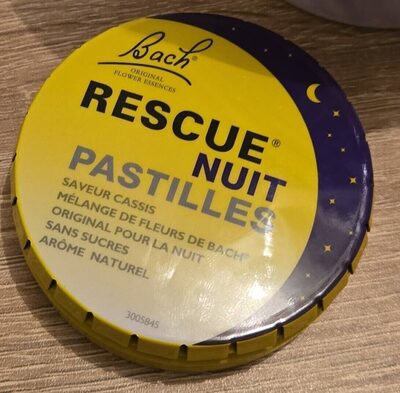 Bach®
ORIGINAL
FLOWER ESSENCES
RESCUE®
NUIT
PASTILLES
SAVEUR CASSIS
MÉLANGE DE FLEURS DE BACH®
ORIGINAL POUR LA NUIT
SANS SUCRES
ARÔME NATUREL
3005845